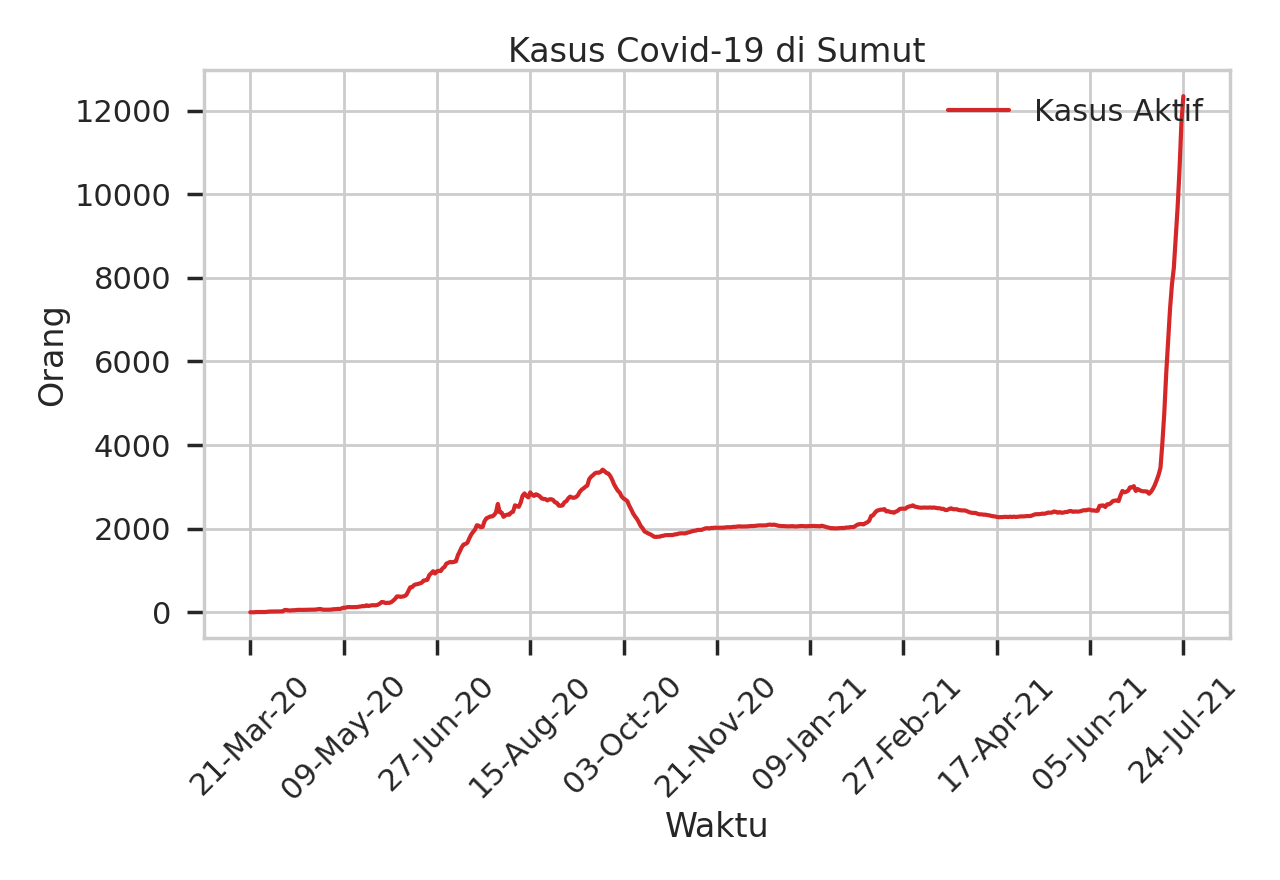 Kasus Covid-19 di Sumut
Kasus Aktif
12000
10000
8000
6000
4000
2000
0
Orang
21-Mar-20
09-May-20
27-Jun-20
15-Aug-20
03-Oct-20
21-Nov-20
09-Jan-21
27-Feb-21
17-Apr-21
05-Jun-21
24-Jul-21
Waktu